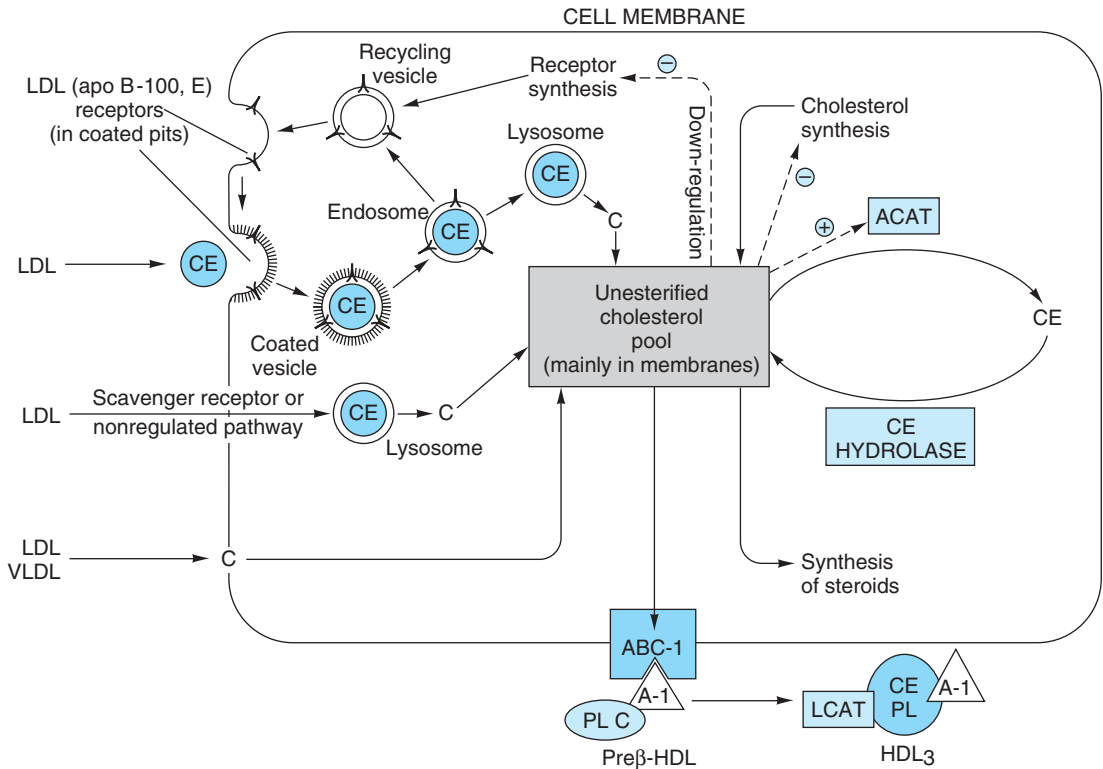 CELL MEMBRANE
LDL (apo B-100, E)
receptors
(in coated pits)
Recycling
vesicle
Receptor
synthesis
−
Down-regulation
Cholesterol
synthesis
−
+
ACAT
Lysosome
CE
C
Endosome
CE
LDL
CE
CE
Coated
vesicle
Unesterified
cholesterol
pool
(mainly in membranes)
CE
CE
HYDROLASE
LDL
Scavenger receptor or
nonregulated pathway
CE
C
Lysosome
LDL
VLDL
C
Synthesis
of steroids
ABC-1
A-1
PL C
Preβ-HDL
LCAT
CE
PL
A-1
HDL3